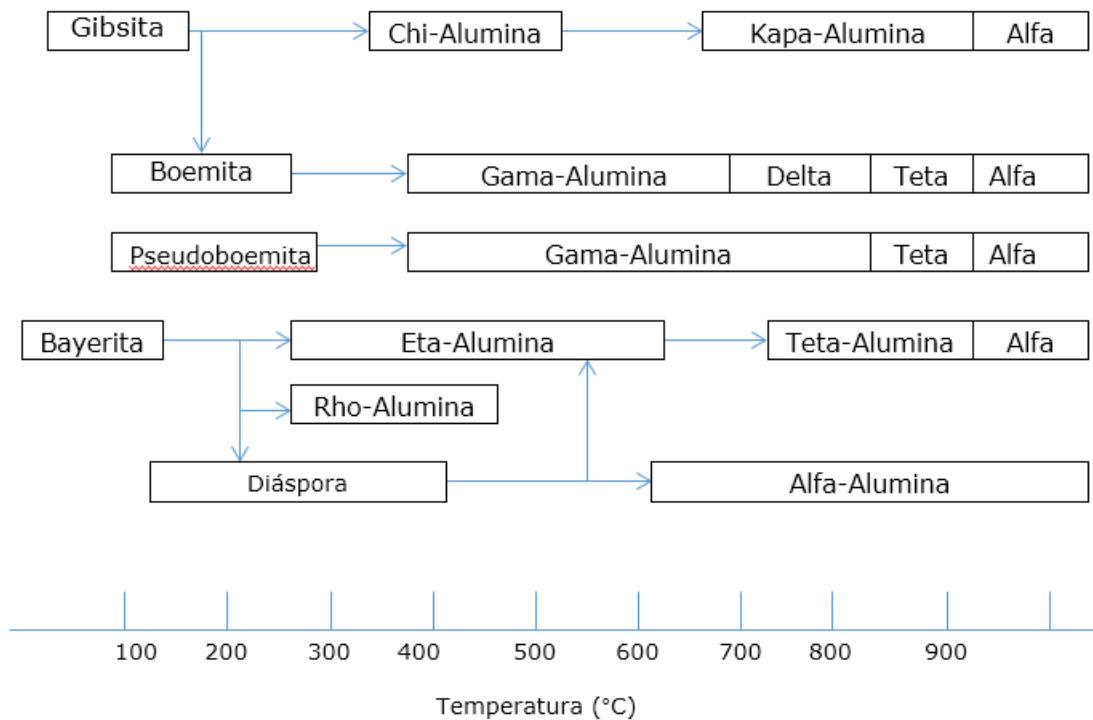 Gibsita Chi-Alumina Kapa-Alumina Alfa
Boemita Gama-Alumina Delta Teta Alfa
Pseudoboemita Gama-Alumina Teta Alfa
Bayerita Eta-Alumina Teta-Alumina Alfa
Rho-Alumina
Diáspora Alfa-Alumina
100 200 300 400 500 600 700 800 900
Temperatura (°C)